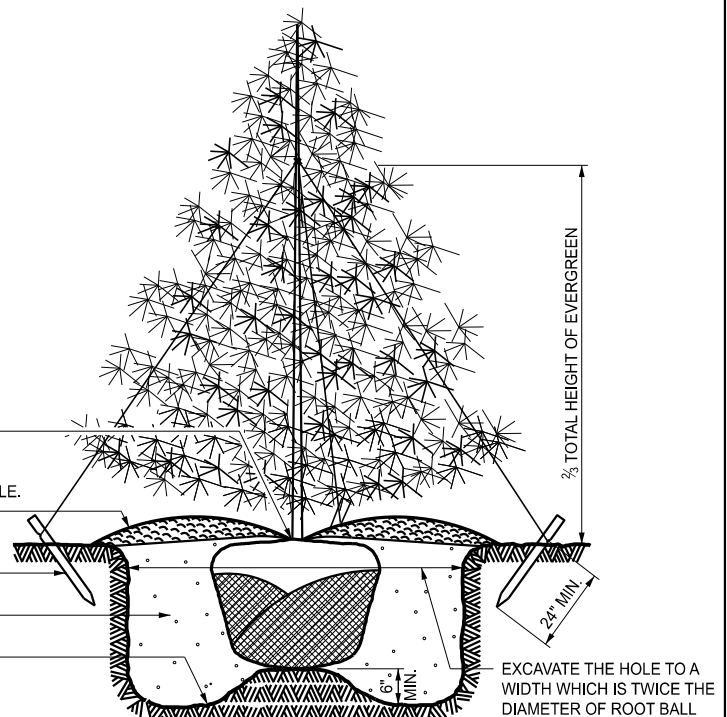 ⅔ TOTAL HEIGHT OF EVERGREEN
LE.
24" MIN.
6"
MIN.
EXCAVATE THE HOLE TO A
WIDTH WHICH IS TWICE THE
DIAMETER OF ROOT BALL